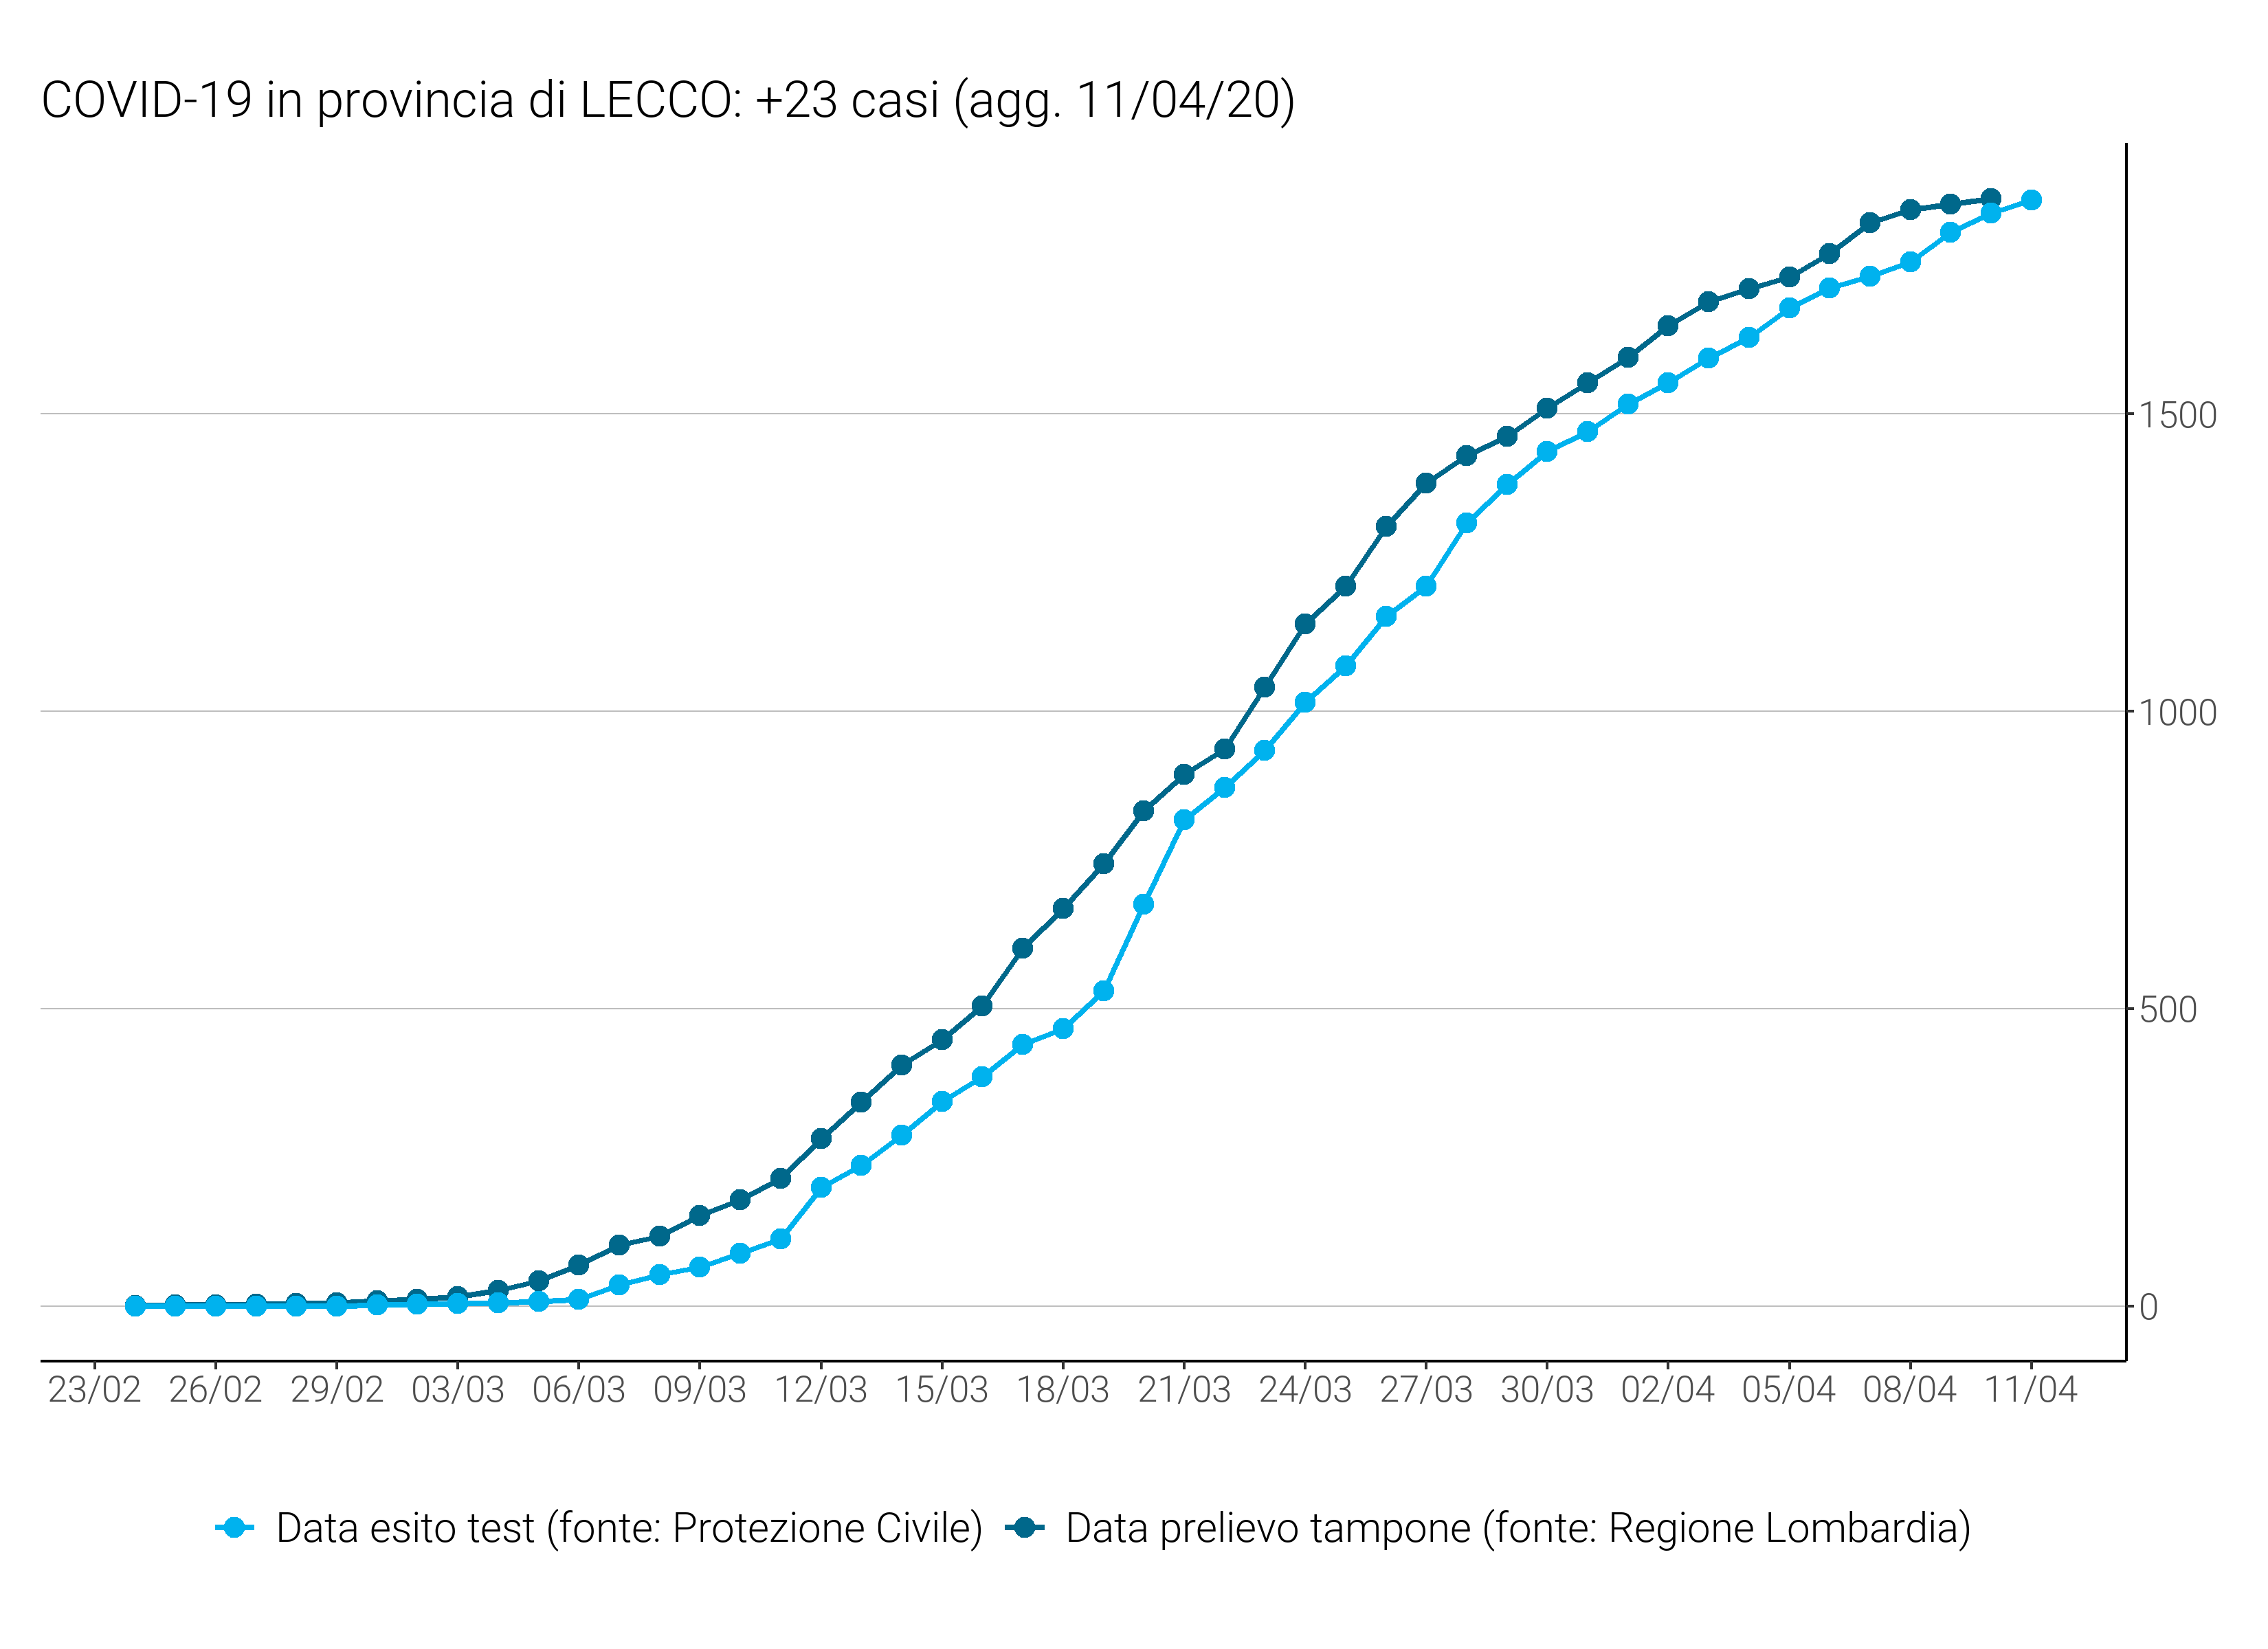 COVID-19 in provincia di LECCO: +23 casi (agg. 11/04/20)
1500
1000
500
0
23/02 26/02 29/02 03/03 06/03 09/03 12/03 15/03 18/03 21/03 24/03 27/03 30/03 02/04 05/04 08/04 11/04
Data esito test (fonte: Protezione Civile) Data prelievo tampone (fonte: Regione Lombardia)